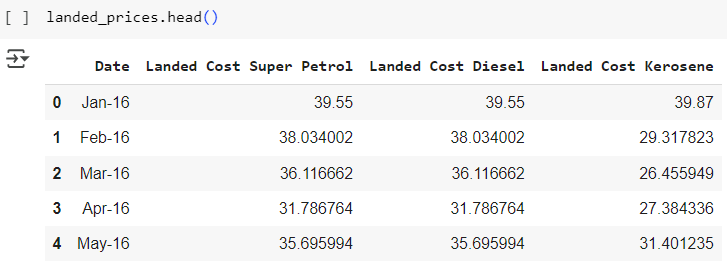 [ ] landed_prices.head()
Date Landed Cost Super Petrol Landed Cost Diesel Landed Cost Kerosene
0 Jan-16 39.55 39.55 39.87
1 Feb-16 38.034002 38.034002 29.317823
2 Mar-16 36.116662 36.116662 26.455949
3 Apr-16 31.786764 31.786764 27.384336
4 May-16 35.695994 35.695994 31.401235